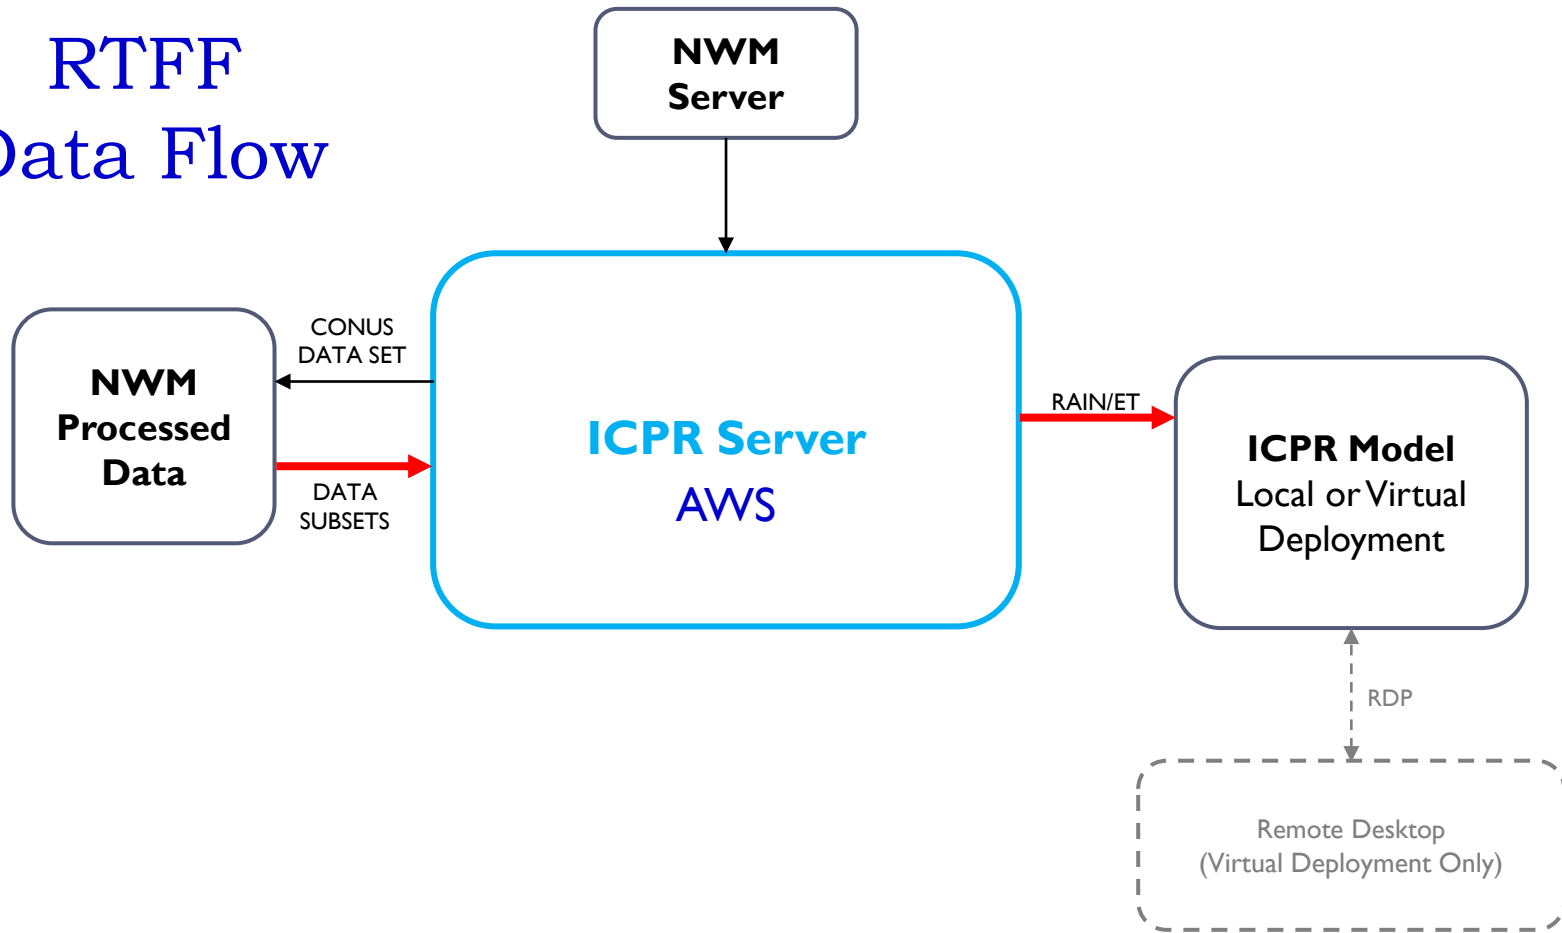 RTFF
Data Flow
NWM
Server
CONUS
DATA SET
NWM
Processed
Data
DATA
SUBSETS
ICPR Server
AWS
RAIN/ET
ICPR Model
Local or Virtual
Deployment
RDP
Remote Desktop
(Virtual Deployment Only)